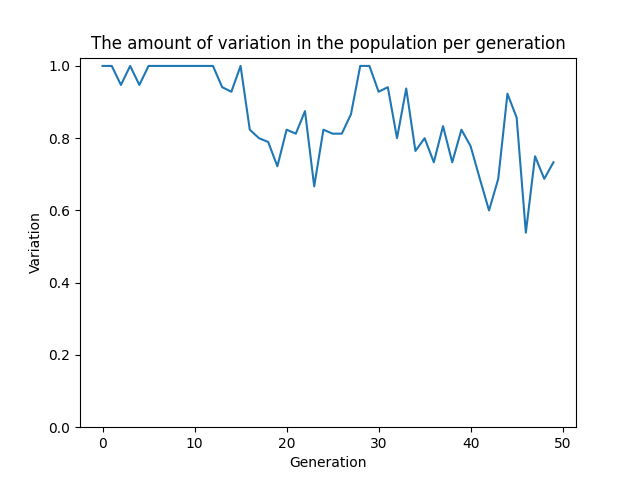 The amount of variation in the population per generation
1.0
0.8
0.6
0.4
0.2
0.0
Variation
0 10 20 30 40 50
Generation